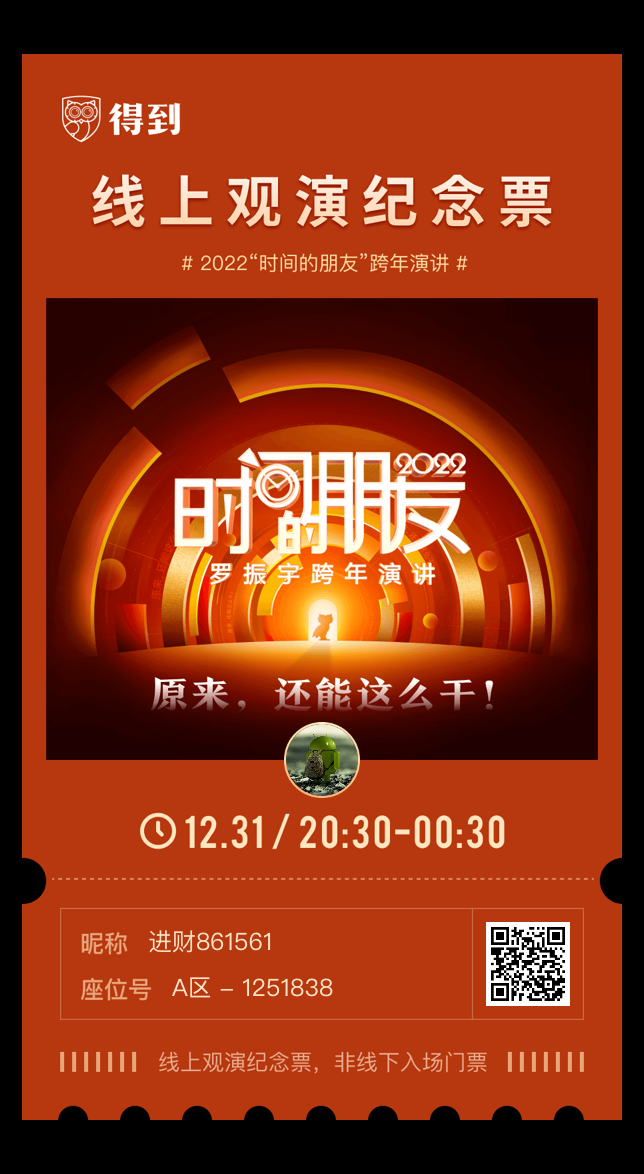 得到
线上观演纪念票
# 2022“时间的朋友”跨年演讲 #
时间的朋友 2022
罗振宇跨年演讲
原来，还能这么干！
12.31 / 20:30-00:30
昵称 进财861561
座位号 A区 – 1251838
线上观演纪念票，非线下入场门票